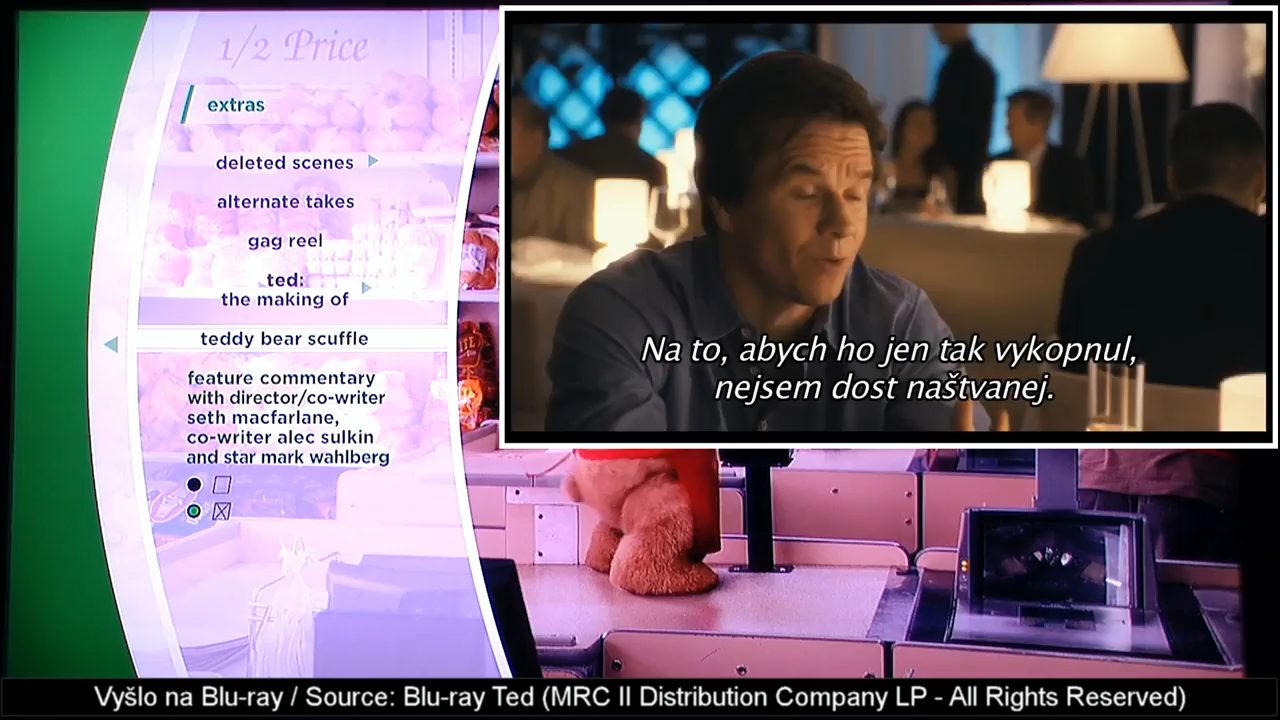 1/2 Price
extras
deleted scenes
alternate takes
gag reel
ted:
the making of
teddy bear scuffle
feature commentary
with director/co-writer
seth macfarlane,
co-writer alec sulkin
and star mark wahlberg
Na to, abych ho jen tak vykopnul,
nejsem dost naštvanej.
Vyšlo na Blu-ray / Source: Blu-ray Ted (MRC II Distribution Company LP - All Rights Reserved)